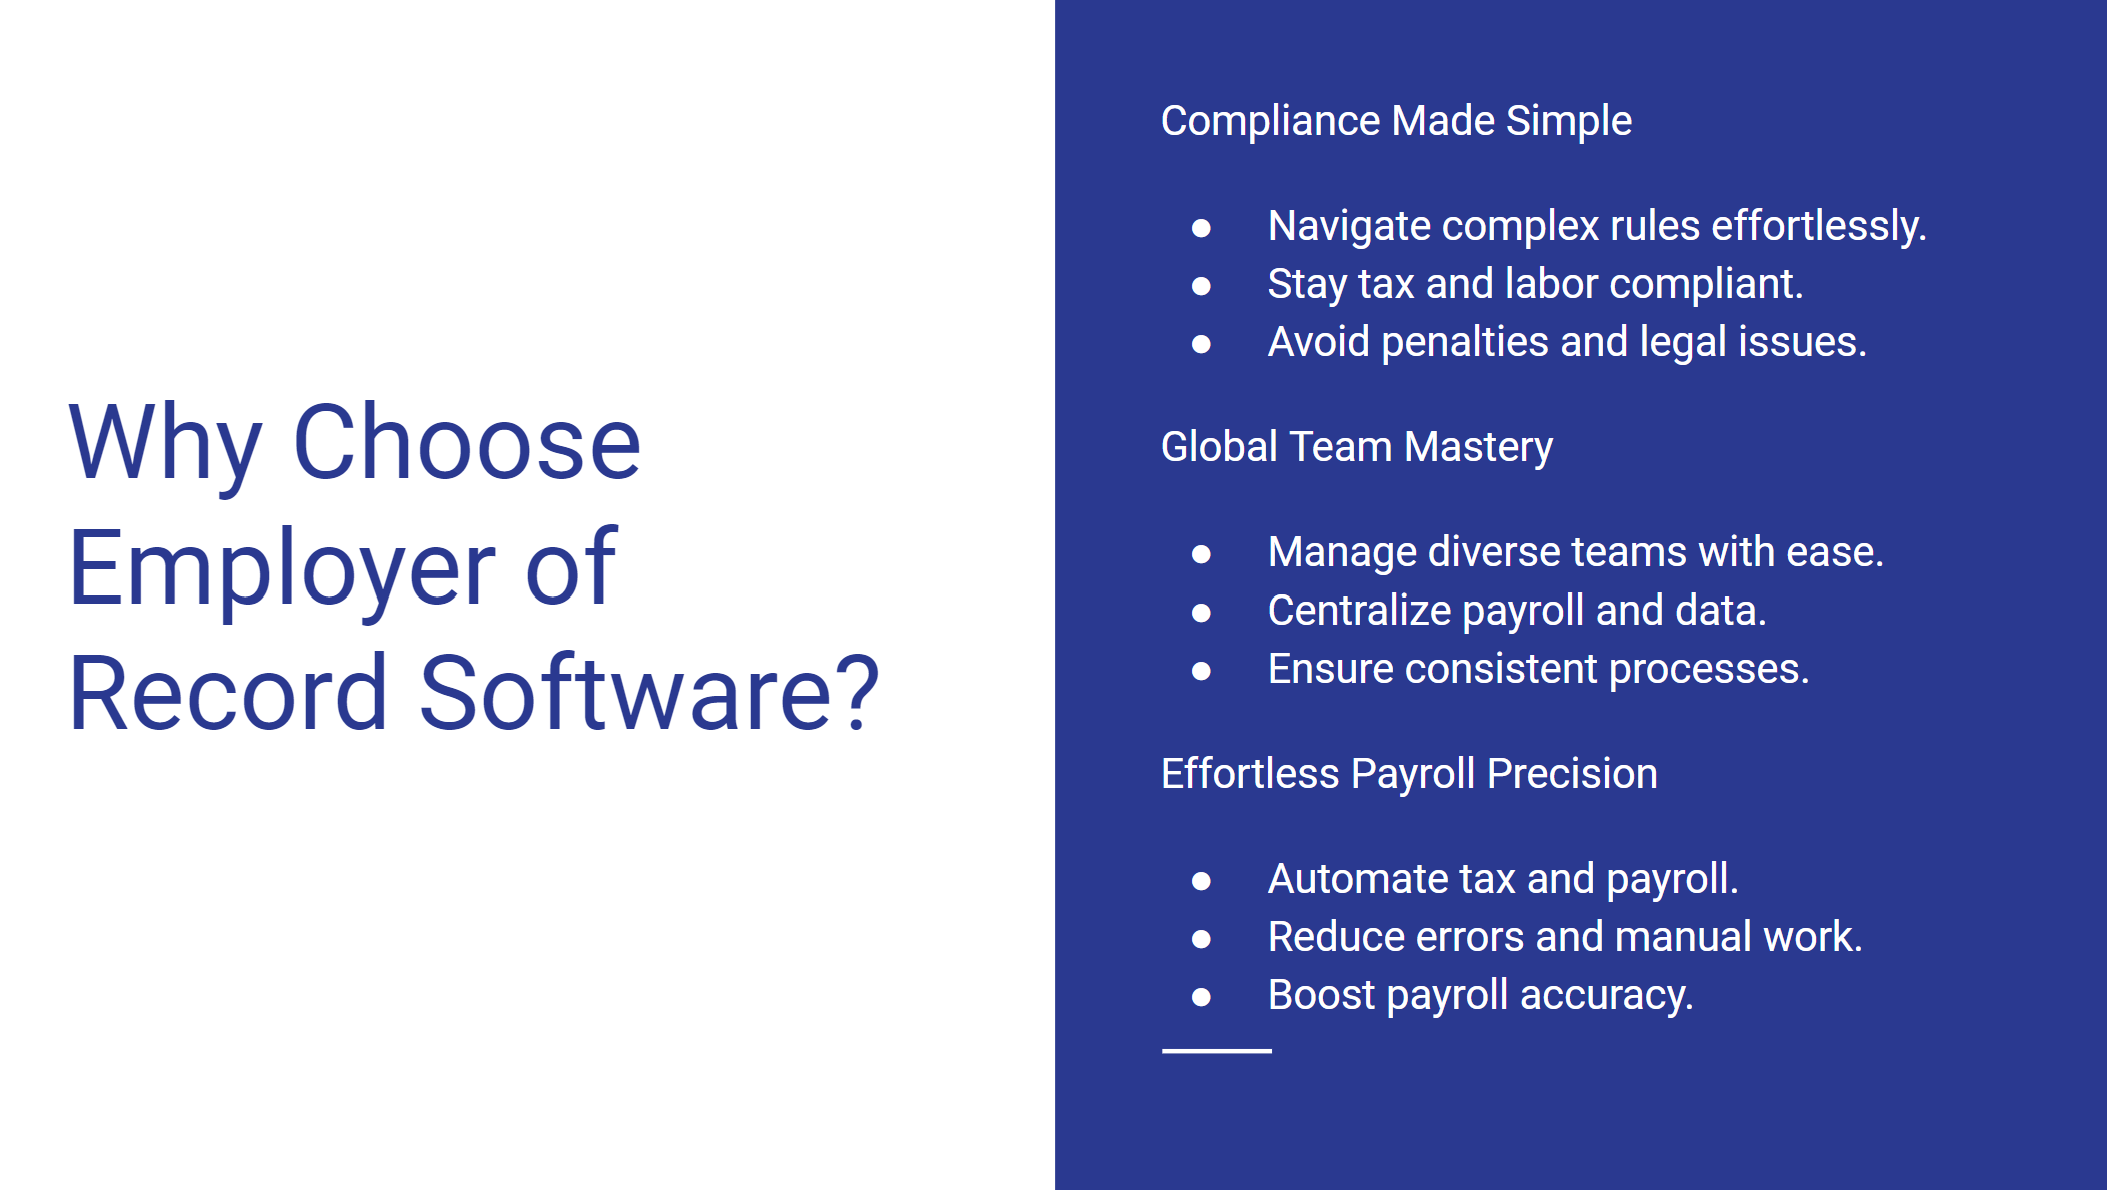 Why Choose
Employer of
Record Software?
Compliance Made Simple
● Navigate complex rules effortlessly.
● Stay tax and labor compliant.
● Avoid penalties and legal issues.
Global Team Mastery
● Manage diverse teams with ease.
● Centralize payroll and data.
● Ensure consistent processes.
Effortless Payroll Precision
● Automate tax and payroll.
● Reduce errors and manual work.
● Boost payroll accuracy.